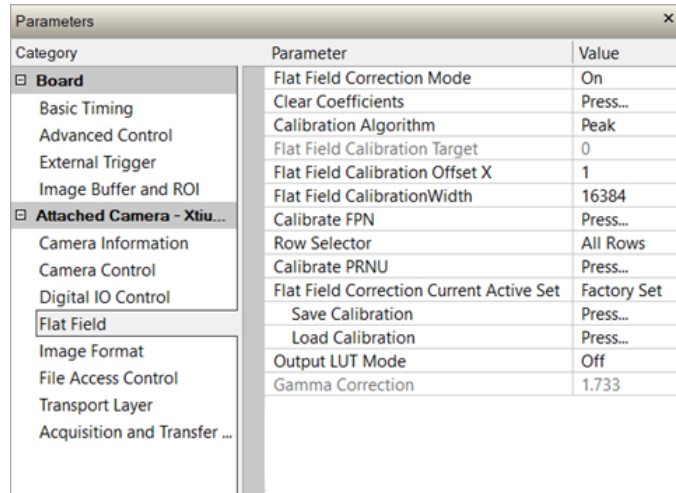 Parameters ×
Category Parameter Value
Board
Basic Timing
Advanced Control
External Trigger
Image Buffer and ROI
Attached Camera - Xtiu...
Camera Information
Camera Control
Digital IO Control
Flat Field
Image Format
File Access Control
Transport Layer
Acquisition and Transfer ...
Flat Field Correction Mode On
Clear Coefficients Press...
Calibration Algorithm Peak
Flat Field Calibration Target 0
Flat Field Calibration Offset X 1
Flat Field CalibrationWidth 16384
Calibrate FPN Press...
Row Selector All Rows
Calibrate PRNU Press...
Flat Field Correction Current Active Set Factory Set
Save Calibration Press...
Load Calibration Press...
Output LUT Mode Off
Gamma Correction 1.733